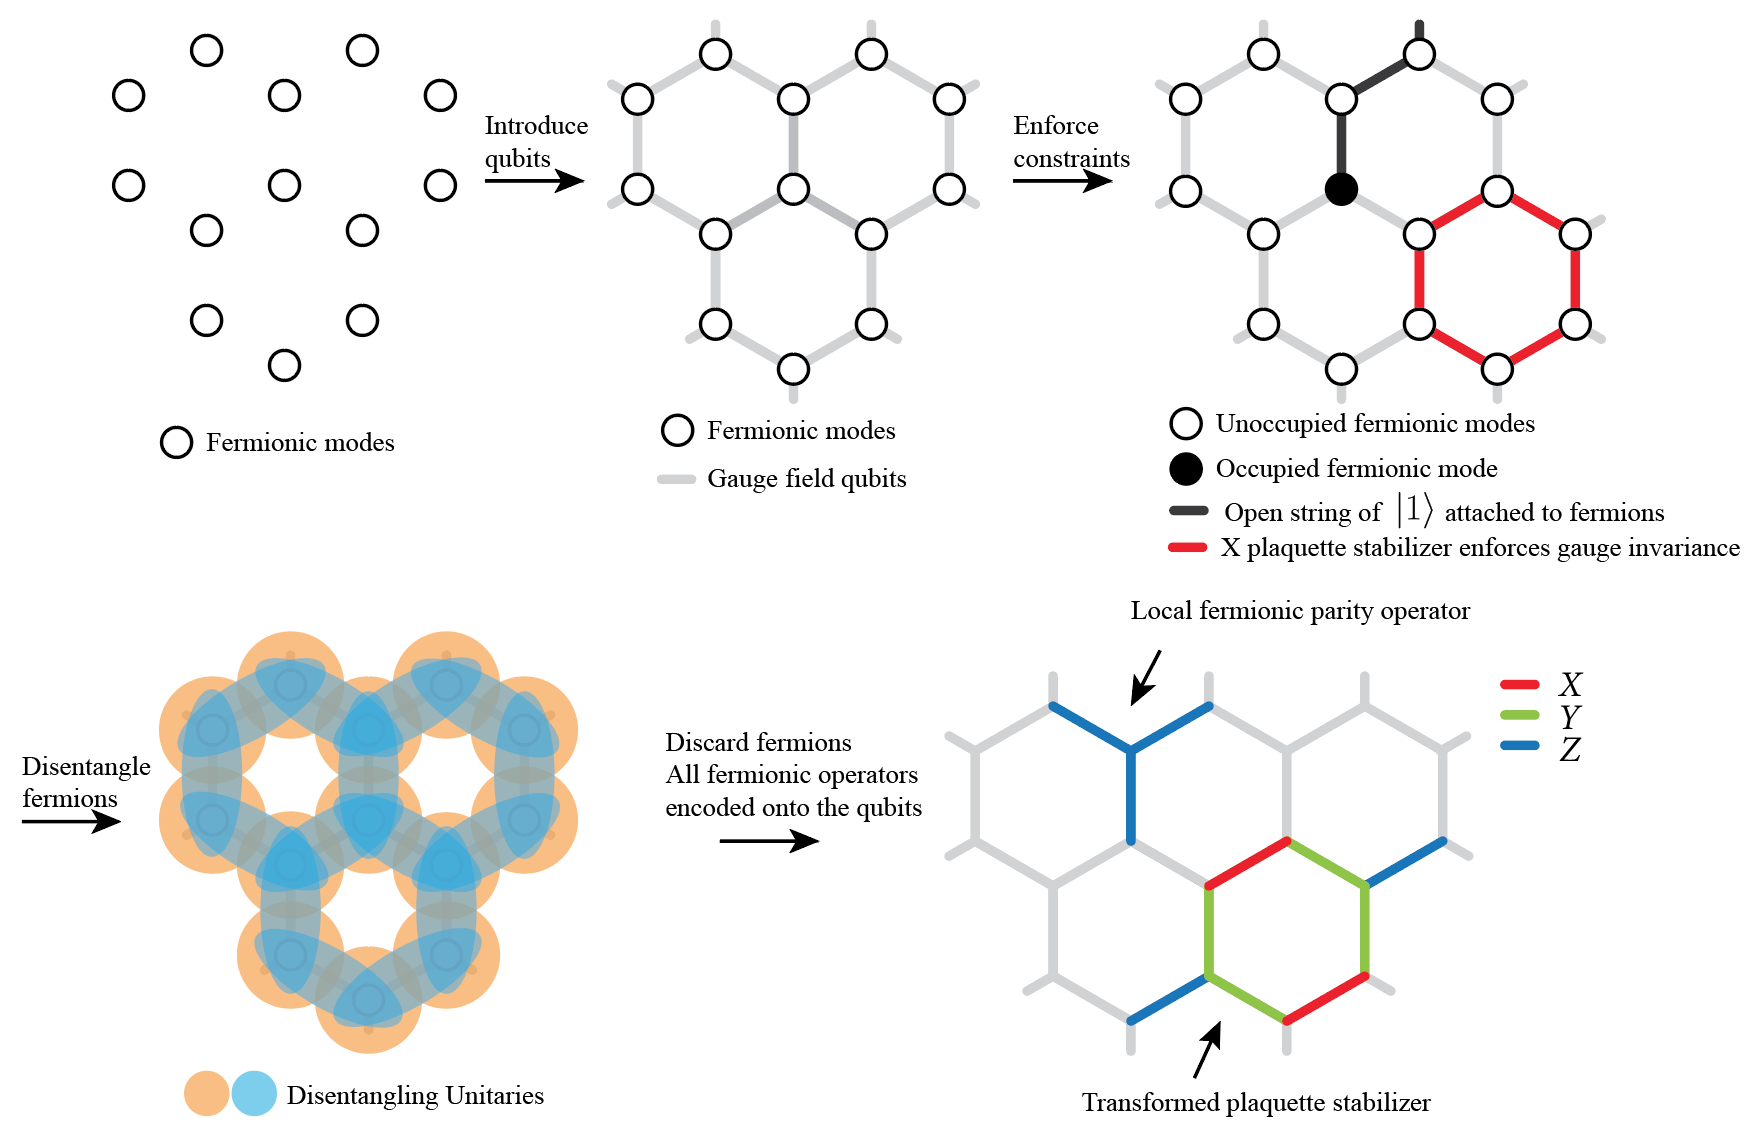 Introduce
qubits
Enforce
constraints
Fermionic modes
Fermionic modes
Gauge field qubits
Unoccupied fermionic modes
Occupied fermionic mode
Open string of |1⟩ attached to fermions
X plaquette stabilizer enforces gauge invariance
Disentangle
fermions
Disentangling Unitaries
Discard fermions
All fermionic operators
encoded onto the qubits
Local fermionic parity operator
X
Y
Z
Transformed plaquette stabilizer